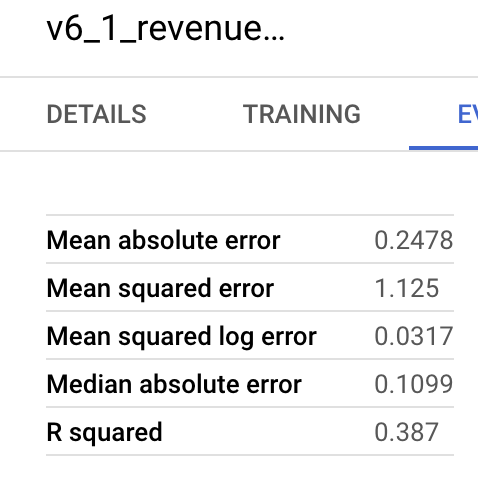 v6_1_revenue...
DETAILS TRAINING
Mean absolute error 0.2478
Mean squared error 1.125
Mean squared log error 0.0317
Median absolute error 0.1099
R squared 0.387